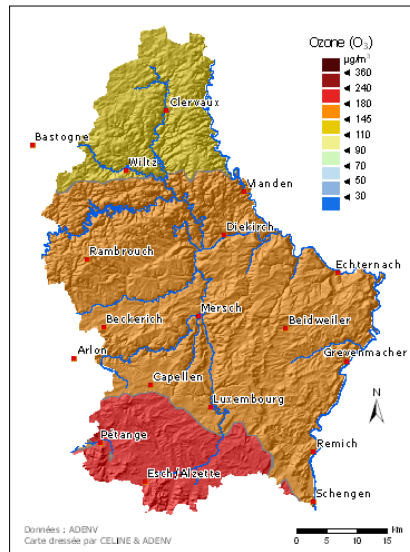 Ozone (O₃)
µg/m³
360
240
180
145
110
90
70
50
30
Clervaux
Bastogne
Wiltz
Vianden
Diekirch
Rambrouch
Echternach
Mersch
Beckerich
Beidweiler
Arlon
Grevenmacher
Capellen
Luxembourg
N
Pétange
Remich
Esch/Alzette
Schengen
Données : ADENV
Carte dressée par CELINE & ADENV
Km
0 5 10 15